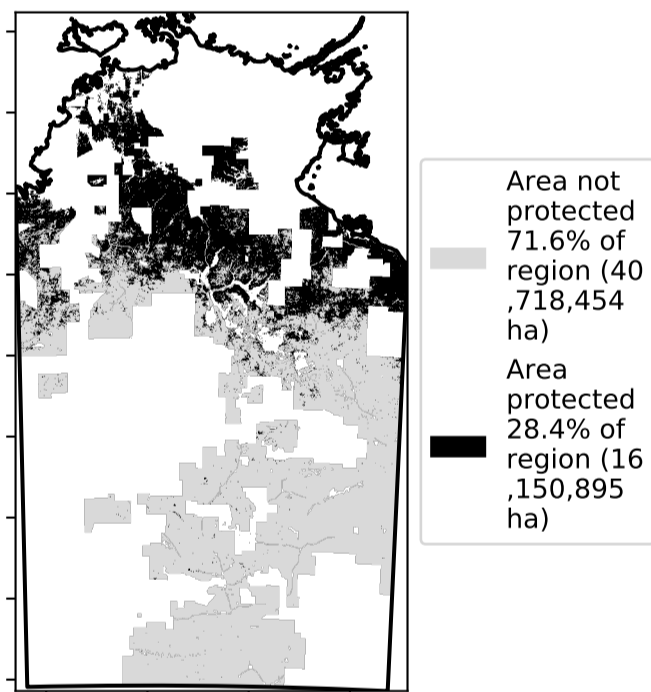 Area not
protected
71.6% of
region (40
,718,454
ha)
Area
protected
28.4% of
region (16
,150,895
ha)